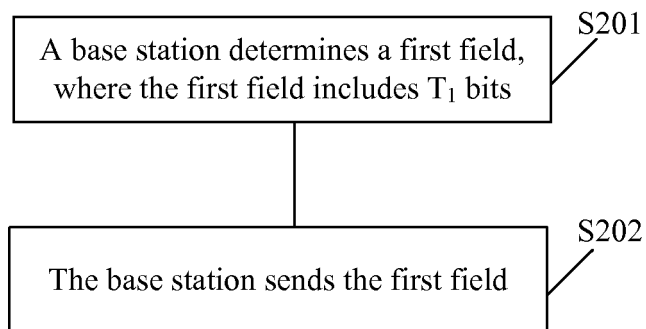 S201
A base station determines a first field,
where the first field includes T₁ bits
S202
The base station sends the first field